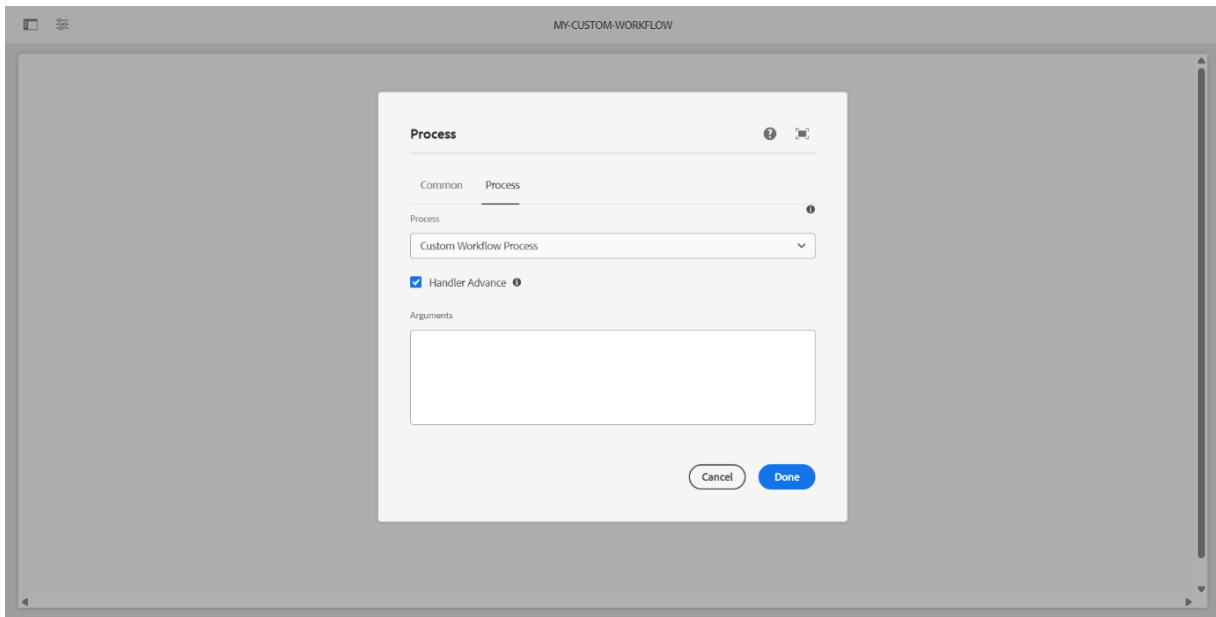 MY-CUSTOM-WORKFLOW
Process
Common Process
Process
Custom Workflow Process
Handler Advance
Arguments
Cancel Done